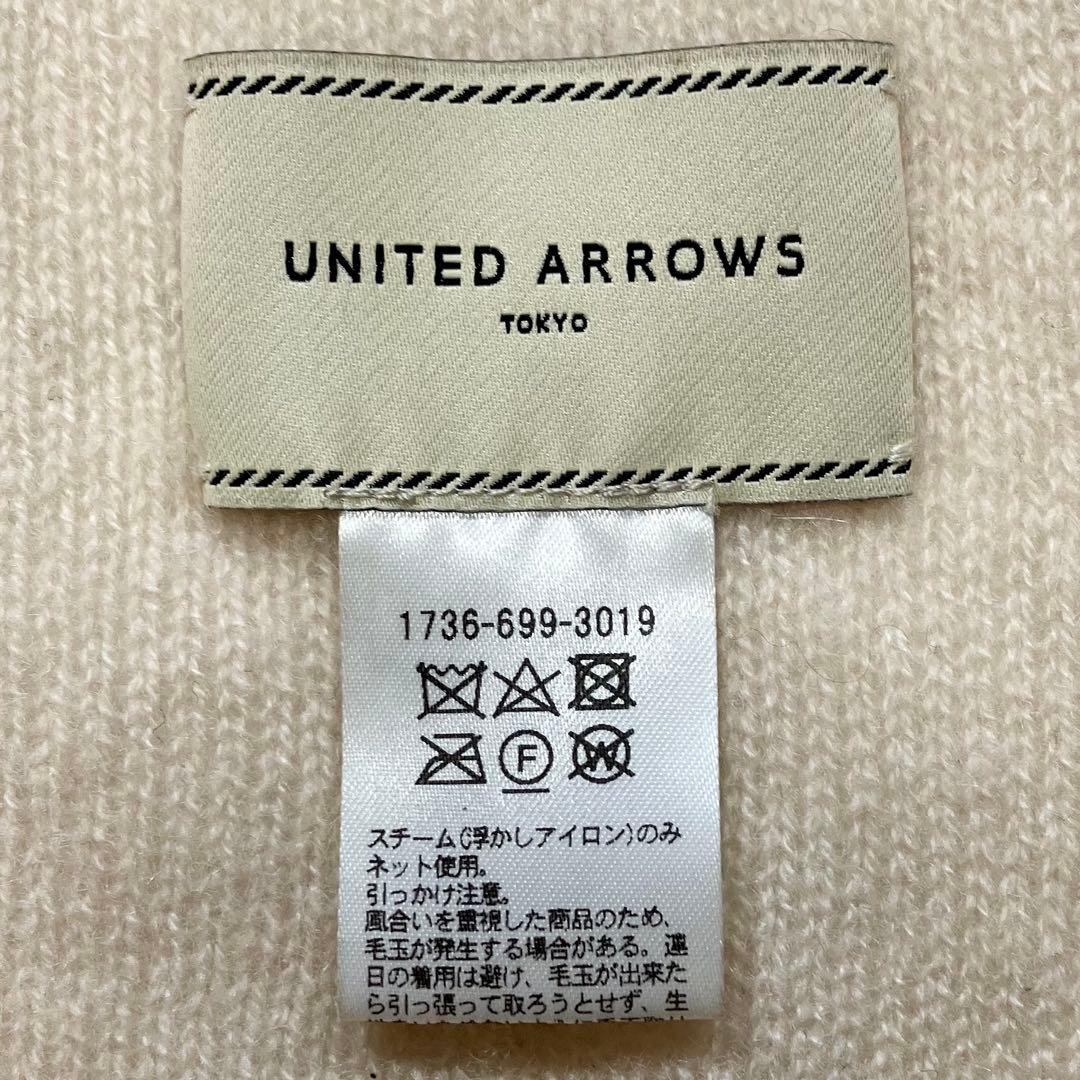 UNITED ARROWS
TOKYO
1736-699-3019
F
W
スチーム(浮かしアイロン)のみ
ネット使用。
引っかけ注意。
風合いを重視した商品のため、
毛玉が発生する場合がある。連
日の着用は避け、毛玉が出来た
ら引っ張って取ろうとせず、生